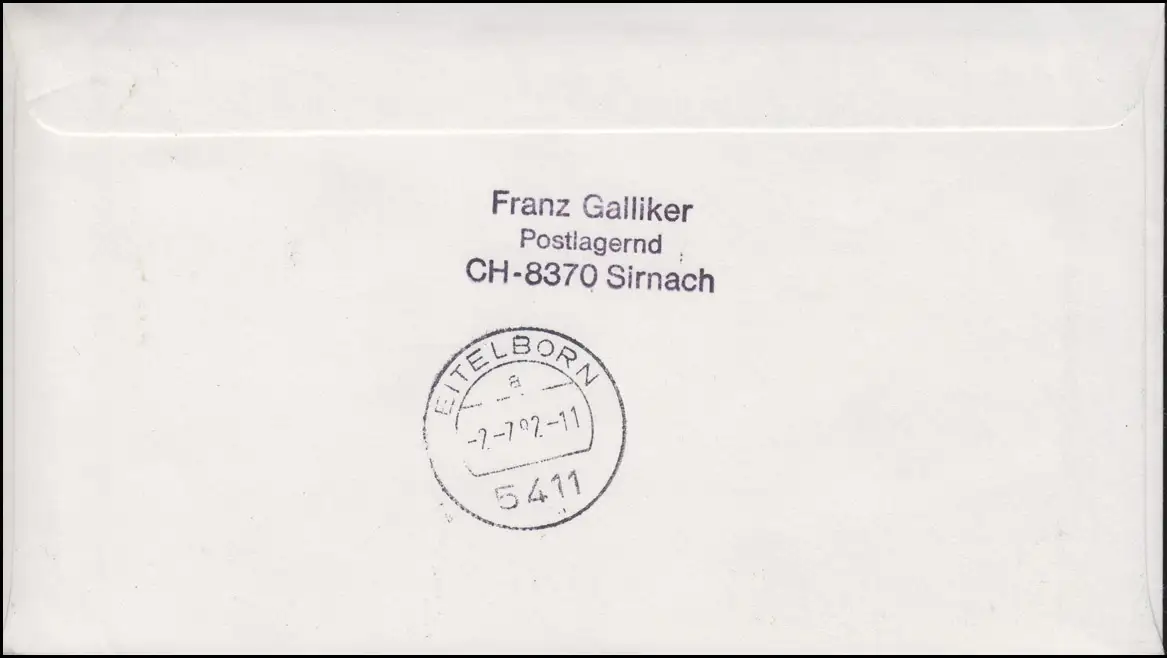 Franz Galliker
Postlagernd
CH-8370 Sirnach
EITELBORN
a
-2.-7.92-11
5411